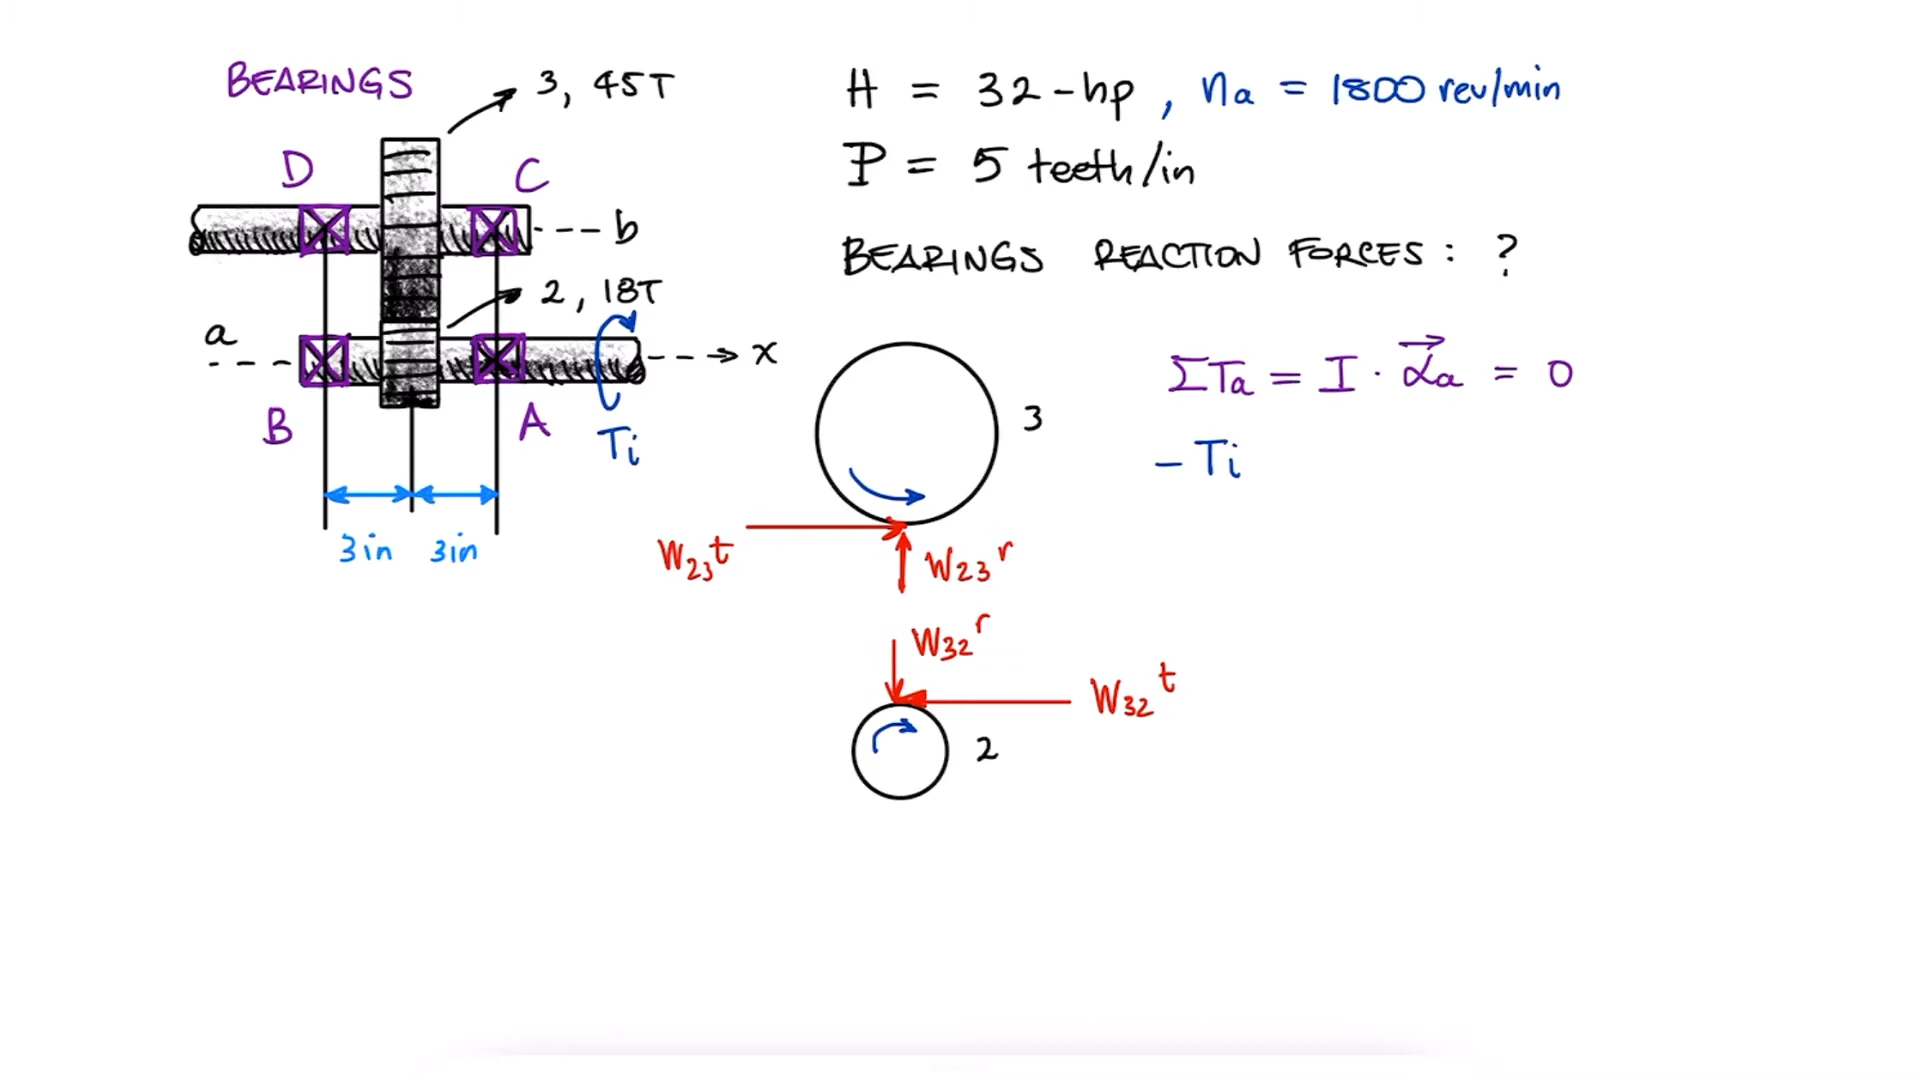 BEARINGS
3, 45T
D
C
b
2, 18T
a
x
B
A
Ti
3in
3in
H = 32-hp, na = 1800 rev/min
P = 5 teeth/in
BEARINGS REACTION FORCES: ?
3
W23t
W23r
W32r
W32t
2
ΣTa = I · αa = 0
- Ti